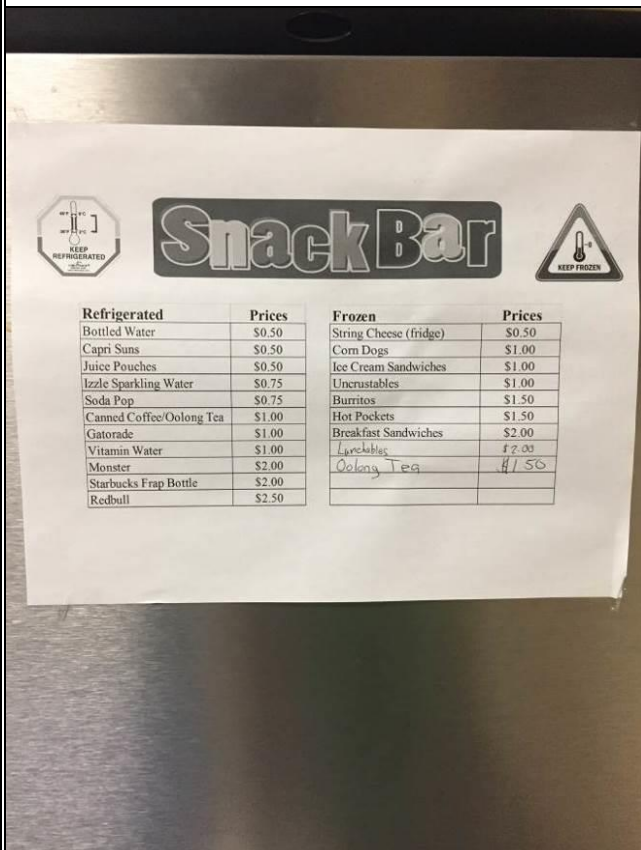 KEEP
REFRIGERATED
Snack Bar
KEEP FROZEN
Refrigerated Prices
Bottled Water $0.50
Capri Suns $0.50
Juice Pouches $0.50
Izzle Sparkling Water $0.75
Soda Pop $0.75
Canned Coffee/Oolong Tea $1.00
Gatorade $1.00
Vitamin Water $1.00
Monster $2.00
Starbucks Frap Bottle $2.00
Redbull $2.50
Frozen Prices
String Cheese (fridge) $0.50
Corn Dogs $1.00
Ice Cream Sandwiches $1.00
Uncrustables $1.00
Burritos $1.50
Hot Pockets $1.50
Breakfast Sandwiches $2.00
Lunchables $2.00
Oolong Tea $1.50